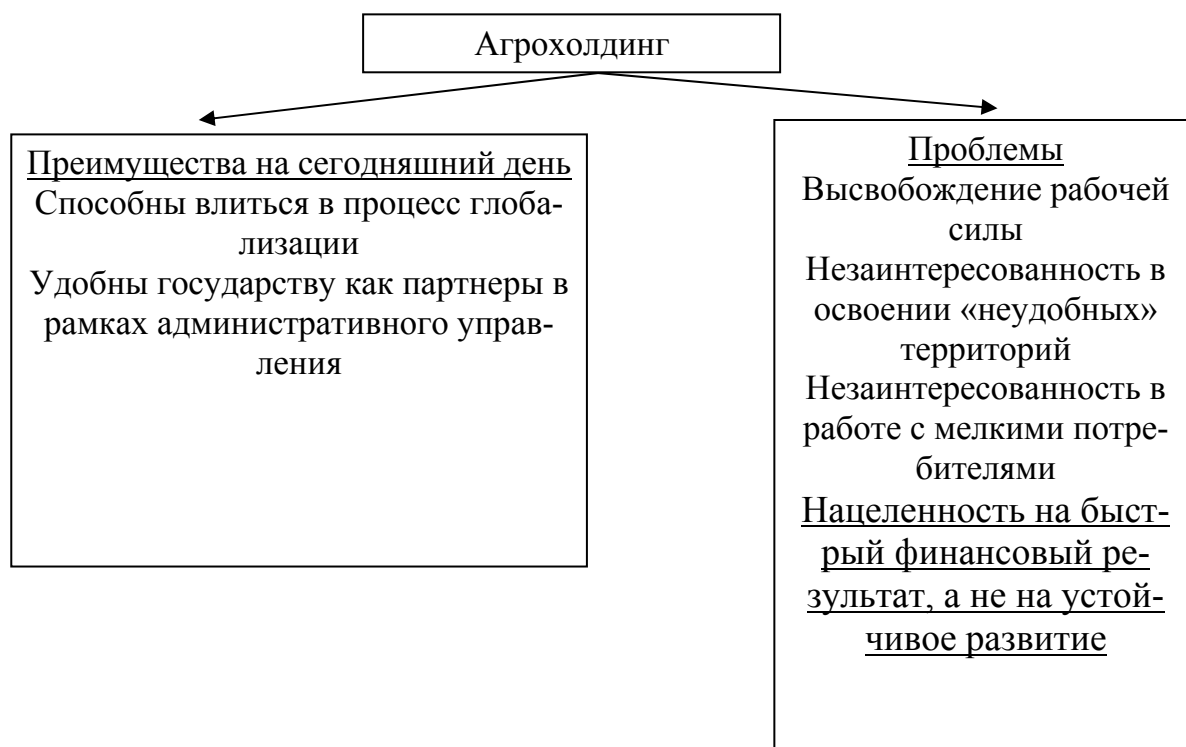 Агрохолдинг
Преимущества на сегодняшний день
Способны влиться в процесс глоба-
лизации
Удобны государству как партнеры в
рамках административного управ-
ления
Проблемы
Высвобождение рабочей
силы
Незаинтересованность в
освоении «неудобных»
территорий
Незаинтересованность в
работе с мелкими потре-
бителями
Нацеленность на быст-
рый финансовый ре-
зультат, а не на устой-
чивое развитие